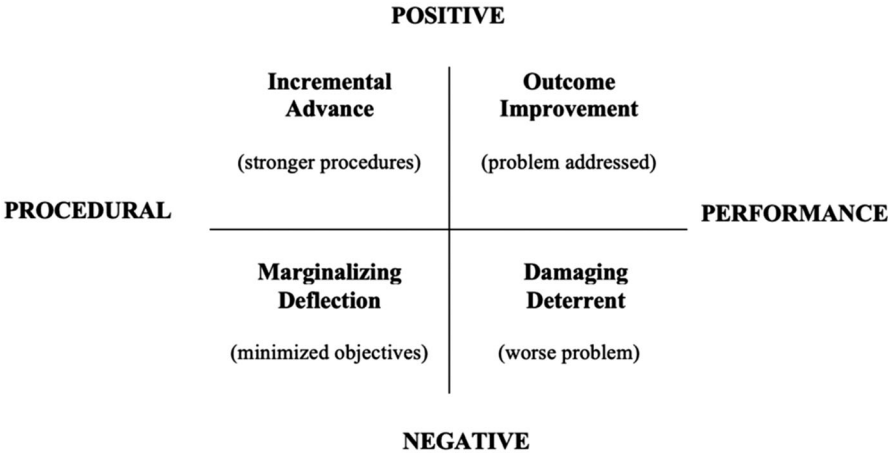 POSITIVE
Incremental
Advance
(stronger procedures)
Outcome
Improvement
(problem addressed)
PROCEDURAL
PERFORMANCE
Marginalizing
Deflection
(minimized objectives)
Damaging
Deterrent
(worse problem)
NEGATIVE